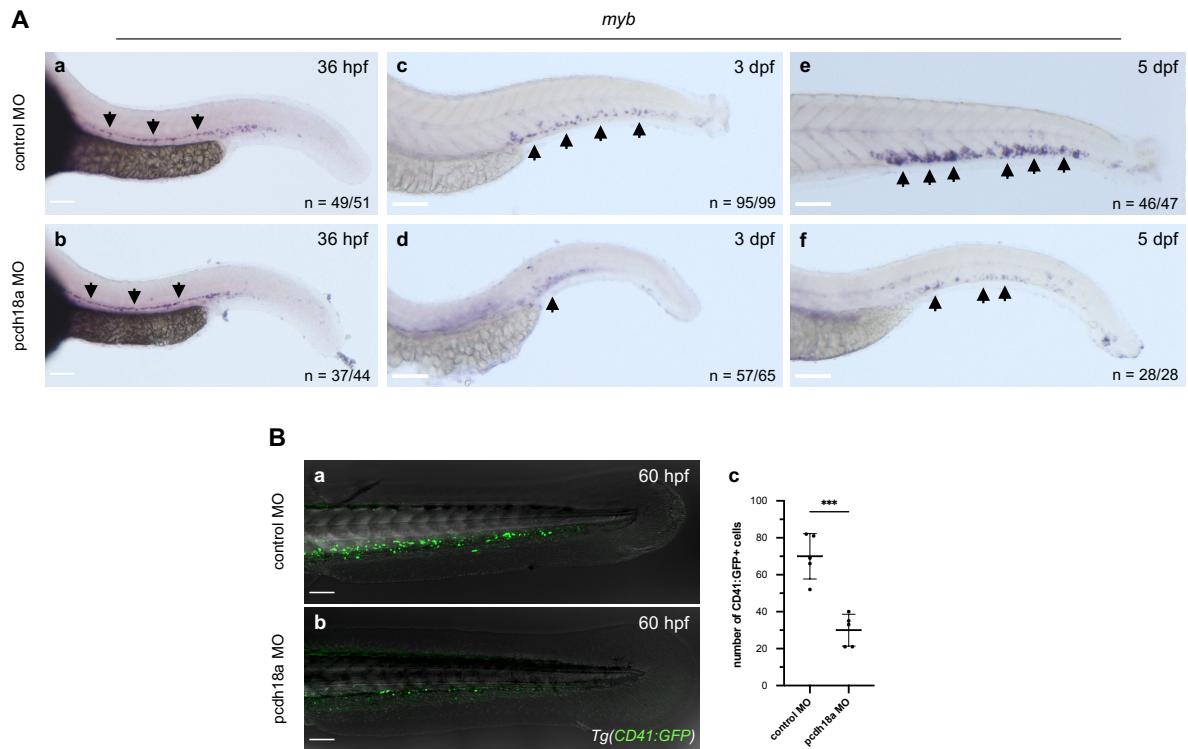 A
myb
control MO
a
36 hpf
n = 49/51
c
3 dpf
n = 95/99
e
5 dpf
n = 46/47
pcdh18a MO
b
36 hpf
n = 37/44
d
3 dpf
n = 57/65
f
5 dpf
n = 28/28
B
control MO
a
60 hpf
pcdh18a MO
b
60 hpf
Tg(CD41:GFP)
c
number of CD41:GFP+ cells
100
80
60
40
20
0
***
control MO
pcdh18a MO